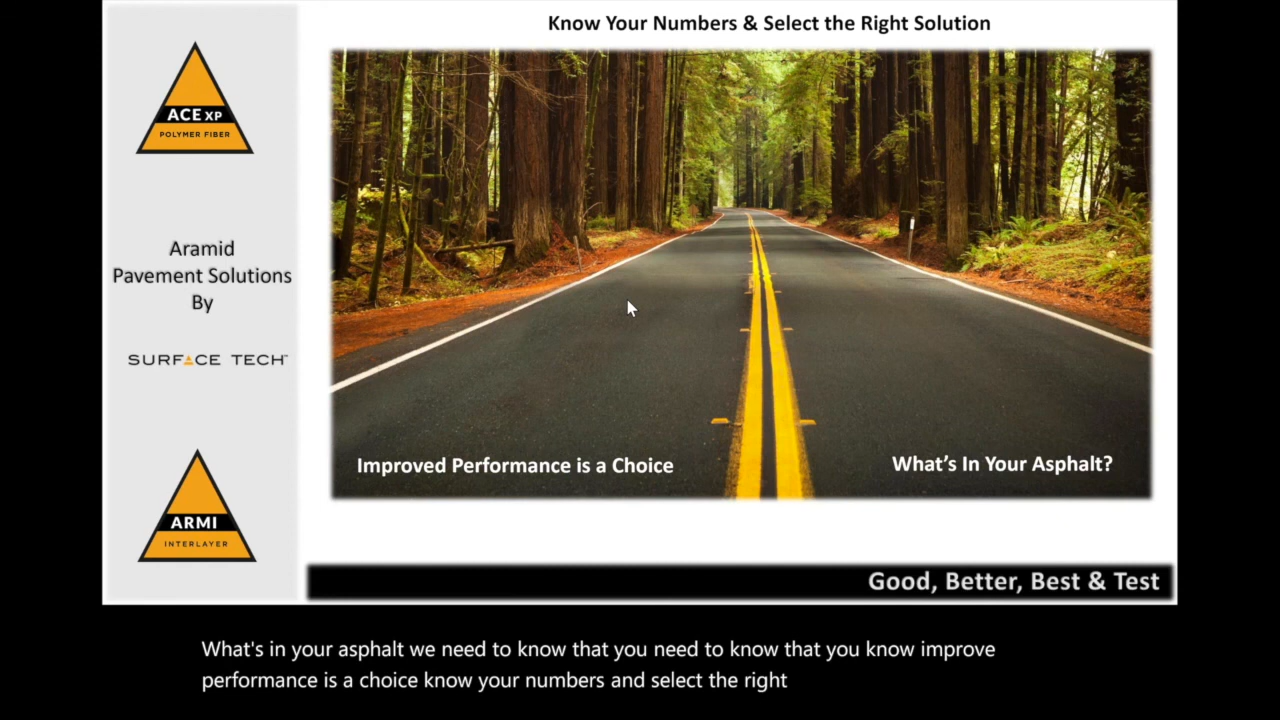 Know Your Numbers & Select the Right Solution
ACE XP
POLYMER FIBER
Aramid
Pavement Solutions
By
SURFACE TECH™
ARMI
INTERLAYER
Improved Performance is a Choice
What's In Your Asphalt?
Good, Better, Best & Test
What's in your asphalt we need to know that you need to know that you know improve
performance is a choice know your numbers and select the right